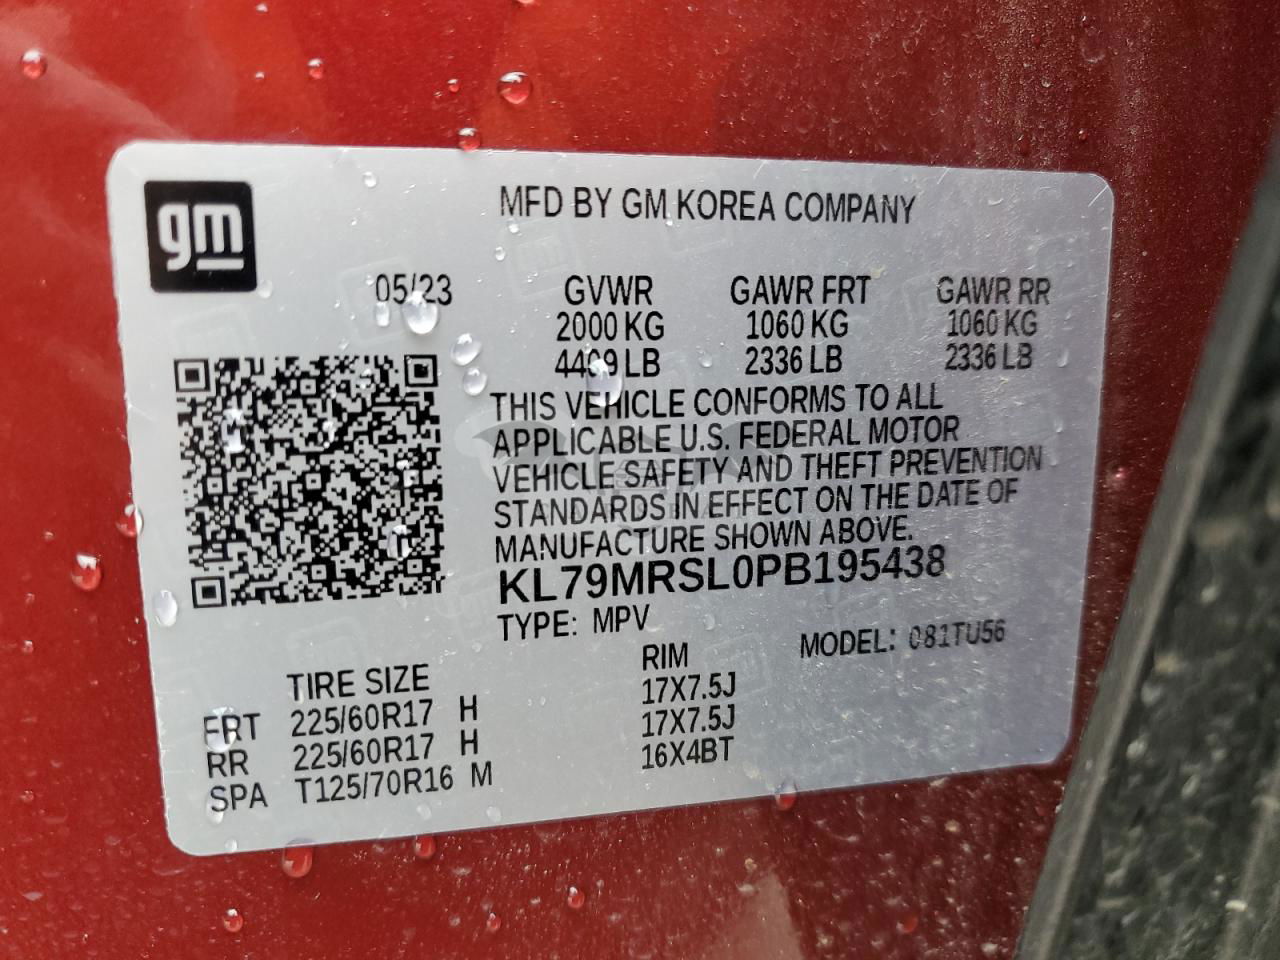 gm
MFD BY GM KOREA COMPANY
05/23 GVWR GAWR FRT GAWR RR
2000 KG 1060 KG 1060 KG
4409 LB 2336 LB 2336 LB
THIS VEHICLE CONFORMS TO ALL
APPLICABLE U.S. FEDERAL MOTOR
VEHICLE SAFETY AND THEFT PREVENTION
STANDARDS IN EFFECT ON THE DATE OF
MANUFACTURE SHOWN ABOVE.
KL79MRSL0PB195438
TYPE: MPV MODEL: 081TU56
TIRE SIZE RIM
FRT 225/60R17 H 17X7.5J
RR 225/60R17 H 17X7.5J
SPA T125/70R16 M 16X4BT